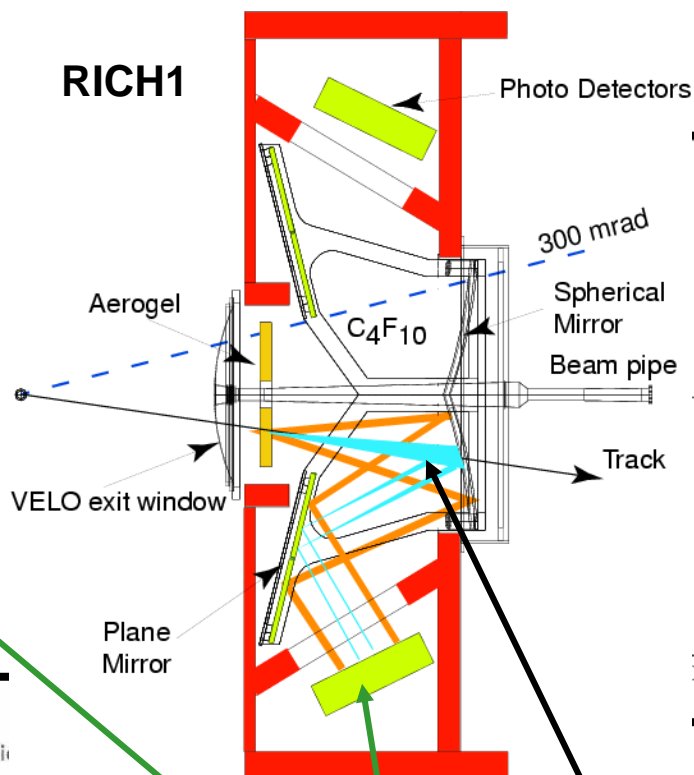 RICH1
Photo Detectors
300 mrad
Aerogel
C4F10
Spherical
Mirror
Beam pipe
Track
VELO exit window
Plane
Mirror